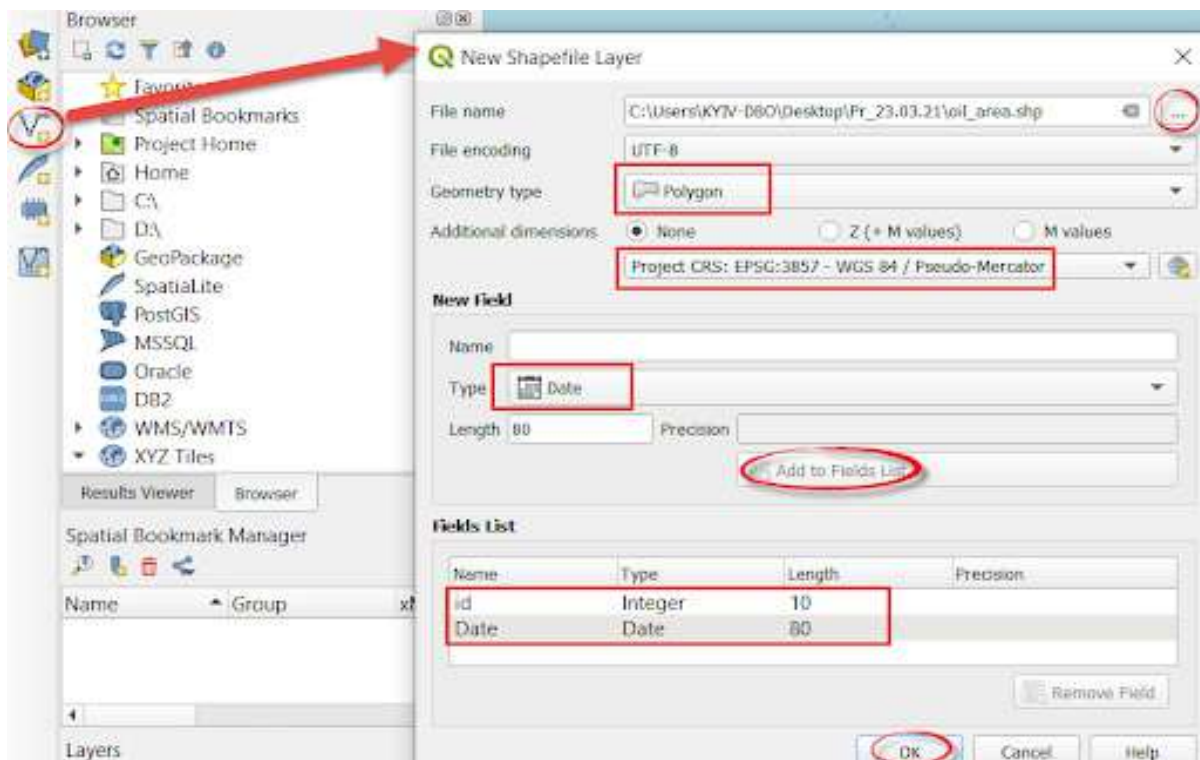 Browser
Favorite
Spatial Bookmarks
Project Home
Home
C:\
D:\
GeoPackage
SpatiaLite
PostGIS
MSSQL
Oracle
DB2
WMS/WMTS
XYZ Tiles
Results Viewer Browser
Spatial Bookmark Manager
Name Group xM
Layers
New Shapefile Layer
File name C:\Users\KYIV-DBO\Desktop\Pr_23.03.21\oil_area.shp ...
File encoding UTF-8
Geometry type Polygon
Additional dimensions None Z (+ M values) M values
Project CRS: EPSG:3857 - WGS 84 / Pseudo-Mercator
New Field
Name
Type Date
Length 80 Precision
Add to Fields List
Fields List
Name Type Length Precision
id Integer 10
Date Date 80
Remove Field
OK Cancel Help